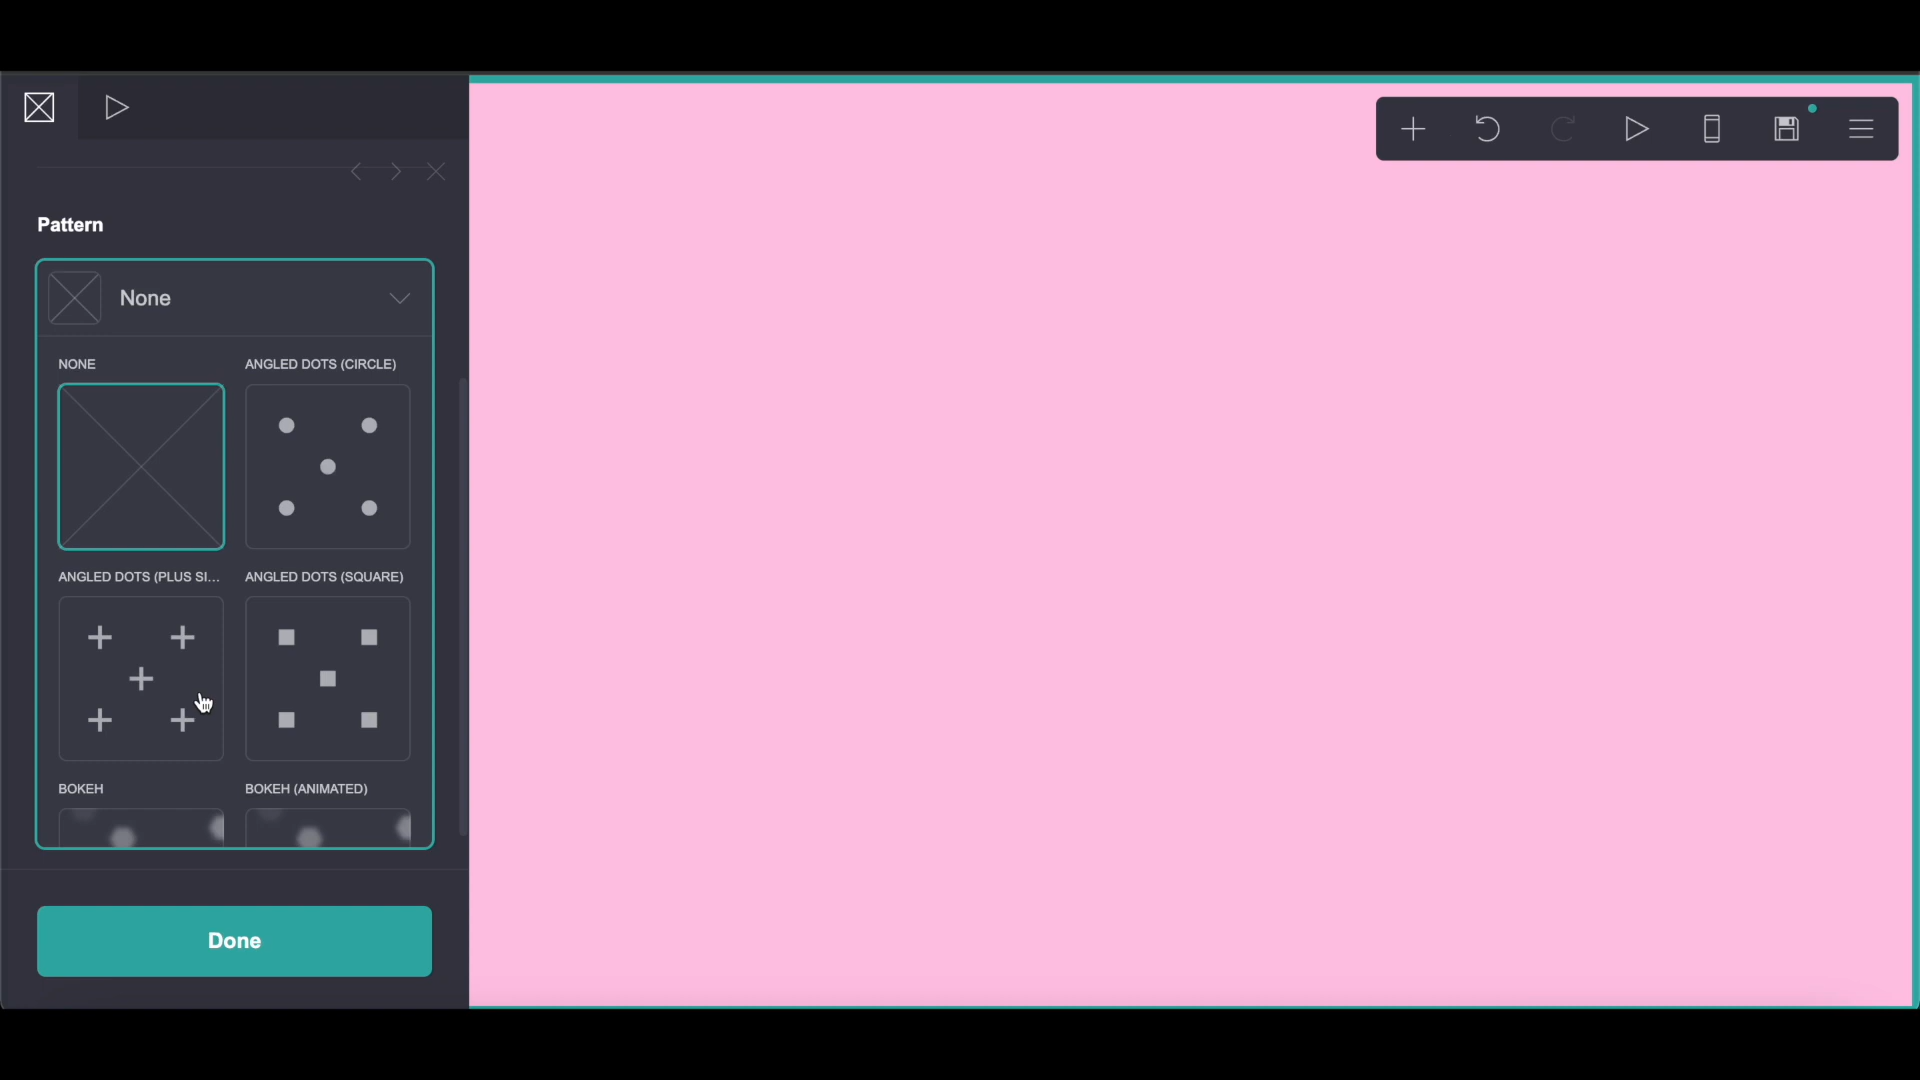 Pattern
None
NONE
ANGLED DOTS (CIRCLE)
ANGLED DOTS (PLUS SI...
ANGLED DOTS (SQUARE)
BOKEH
BOKEH (ANIMATED)
Done